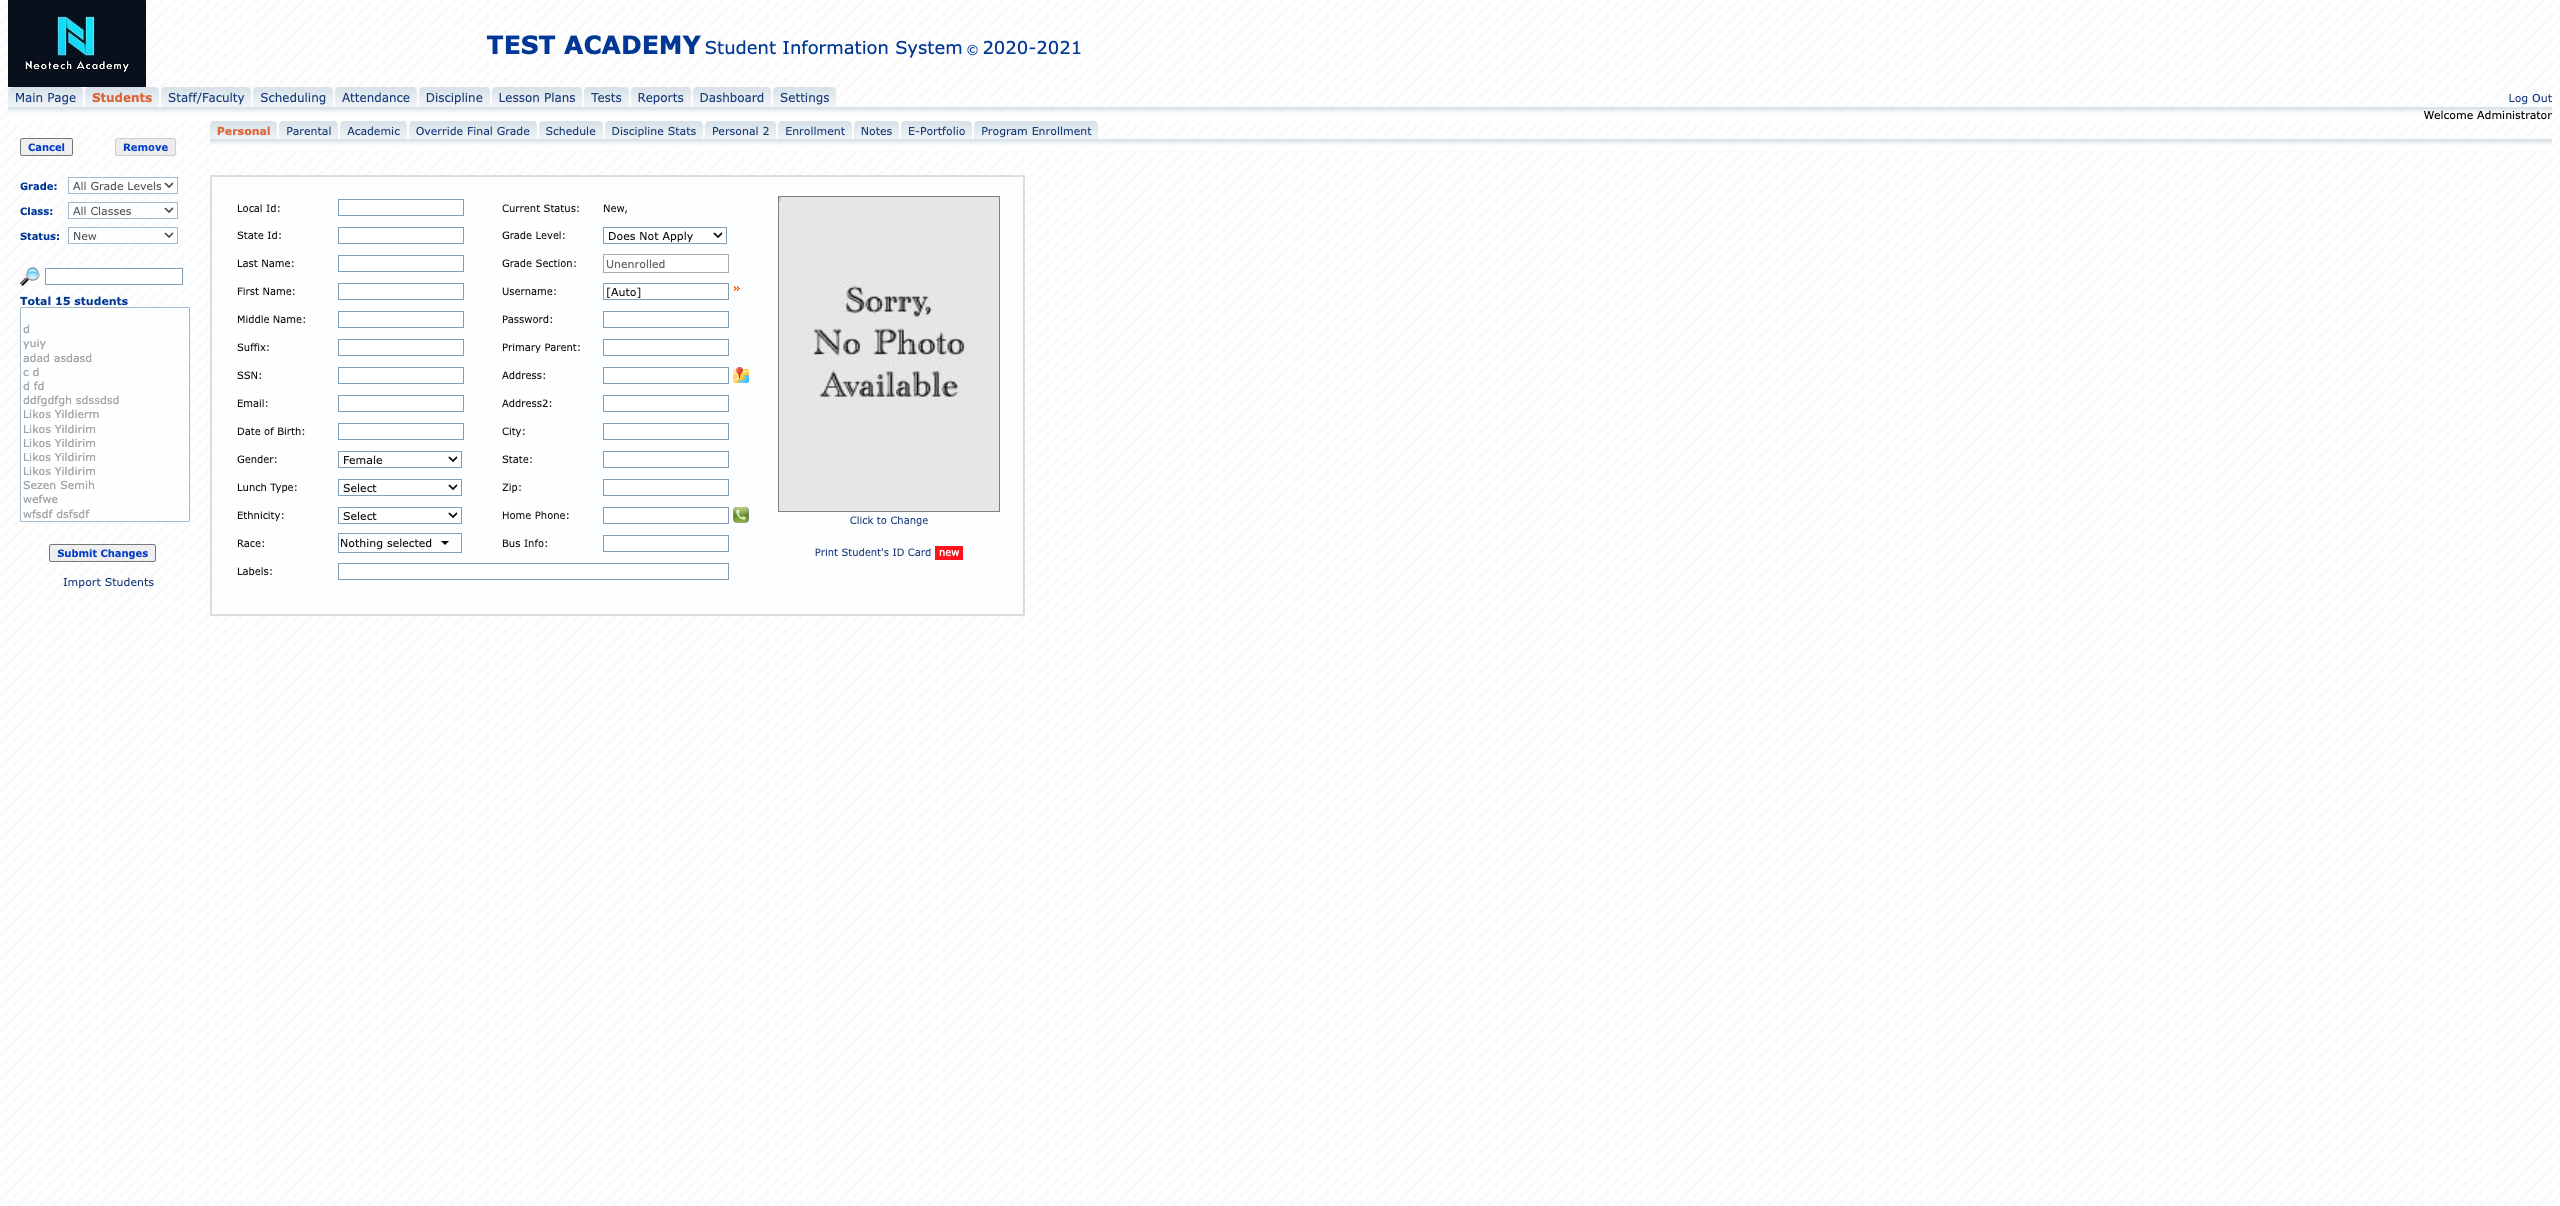 Neotech Academy
TEST ACADEMY Student Information System © 2020-2021
Main Page Students Staff/Faculty Scheduling Attendance Discipline Lesson Plans Tests Reports Dashboard Settings
Log Out
Welcome Administrator
Personal Parental Academic Override Final Grade Schedule Discipline Stats Personal 2 Enrollment Notes E-Portfolio Program Enrollment
Cancel Remove
Grade: All Grade Levels
Class: All Classes
Status: New
Total 15 students
d
yuiy
adad asdasd
c d
d fd
ddfgdfgh sdssdsd
Likos Yildierm
Likos Yildirim
Likos Yildirim
Likos Yildirim
Likos Yildirim
Sezen Semih
wefwe
wfsdf dsfsdf
Submit Changes
Import Students
Local Id: Current Status: New,
State Id: Grade Level: Does Not Apply
Last Name: Grade Section: Unenrolled
First Name: Username: [Auto] »
Middle Name: Password:
Suffix: Primary Parent:
SSN: Address:
Email: Address2:
Date of Birth: City:
Gender: Female State:
Lunch Type: Select Zip:
Ethnicity: Select Home Phone:
Race: Nothing selected Bus Info:
Labels:
Sorry,
No Photo
Available
Click to Change
Print Student's ID Card new